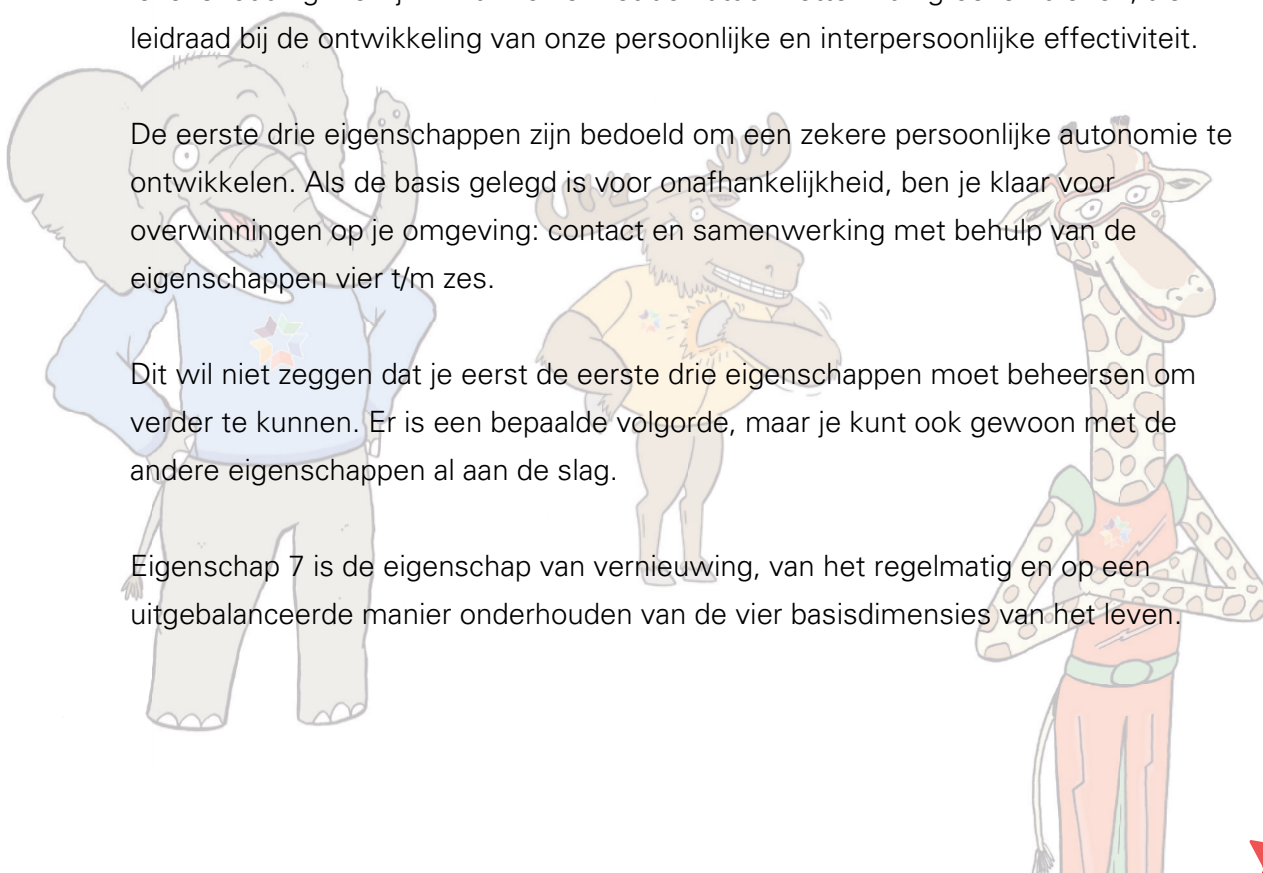 leidraad bij de ontwikkeling van onze persoonlijke en interpersoonlijke effectiviteit.
De eerste drie eigenschappen zijn bedoeld om een zekere persoonlijke autonomie te
ontwikkelen. Als de basis gelegd is voor onafhankelijkheid, ben je klaar voor
overwinningen op je omgeving: contact en samenwerking met behulp van de
eigenschappen vier t/m zes.
Dit wil niet zeggen dat je eerst de eerste drie eigenschappen moet beheersen om
verder te kunnen. Er is een bepaalde volgorde, maar je kunt ook gewoon met de
andere eigenschappen al aan de slag.
Eigenschap 7 is de eigenschap van vernieuwing, van het regelmatig en op een
uitgebalanceerde manier onderhouden van de vier basisdimensies van het leven.